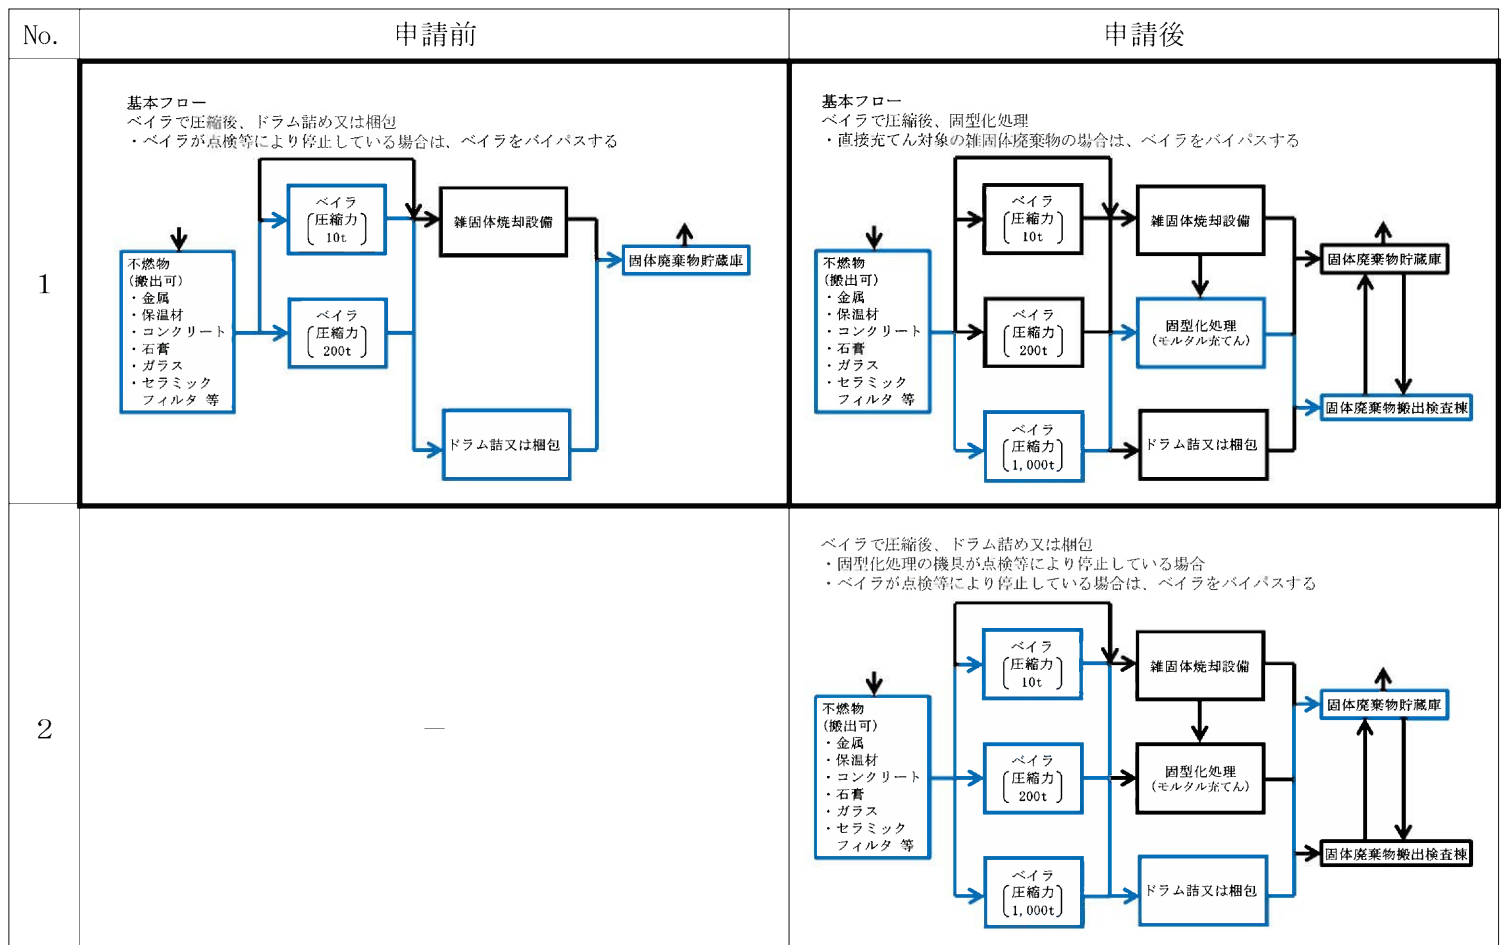 No.
申請前
申請後
1
基本フロー
ベイラで圧縮後、ドラム詰め又は梱包
・ベイラが点検等により停止している場合は、ベイラをバイパスする
不燃物
(搬出可)
・金属
・保温材
・コンクリート
・石膏
・ガラス
・セラミック
フィルタ 等
ベイラ
圧縮力
10t
ベイラ
圧縮力
200t
雑固体焼却設備
ドラム詰又は梱包
固体廃棄物貯蔵庫
基本フロー
ベイラで圧縮後、固型化処理
・直接充てん対象の雑固体廃棄物の場合は、ベイラをバイパスする
不燃物
(搬出可)
・金属
・保温材
・コンクリート
・石膏
・ガラス
・セラミック
フィルタ 等
ベイラ
圧縮力
10t
ベイラ
圧縮力
200t
ベイラ
圧縮力
1,000t
雑固体焼却設備
固型化処理
(モルタル充てん)
ドラム詰又は梱包
固体廃棄物貯蔵庫
固体廃棄物搬出検査棟
2
—
ベイラで圧縮後、ドラム詰め又は梱包
・固型化処理の機具が点検等により停止している場合
・ベイラが点検等により停止している場合は、ベイラをバイパスする
不燃物
(搬出可)
・金属
・保温材
・コンクリート
・石膏
・ガラス
・セラミック
フィルタ 等
ベイラ
圧縮力
10t
ベイラ
圧縮力
200t
ベイラ
圧縮力
1,000t
雑固体焼却設備
固型化処理
(モルタル充てん)
ドラム詰又は梱包
固体廃棄物貯蔵庫
固体廃棄物搬出検査棟